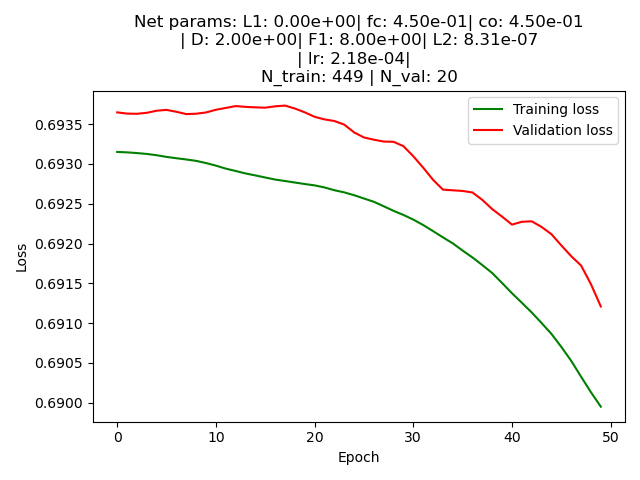 Net params: L1: 0.00e+00| fc: 4.50e-01| co: 4.50e-01
| D: 2.00e+00| F1: 8.00e+00| L2: 8.31e-07
| lr: 2.18e-04|
N_train: 449 | N_val: 20
Training loss
Validation loss
0.6935
0.6930
0.6925
0.6920
0.6915
0.6910
0.6905
0.6900
Loss
0 10 20 30 40 50
Epoch